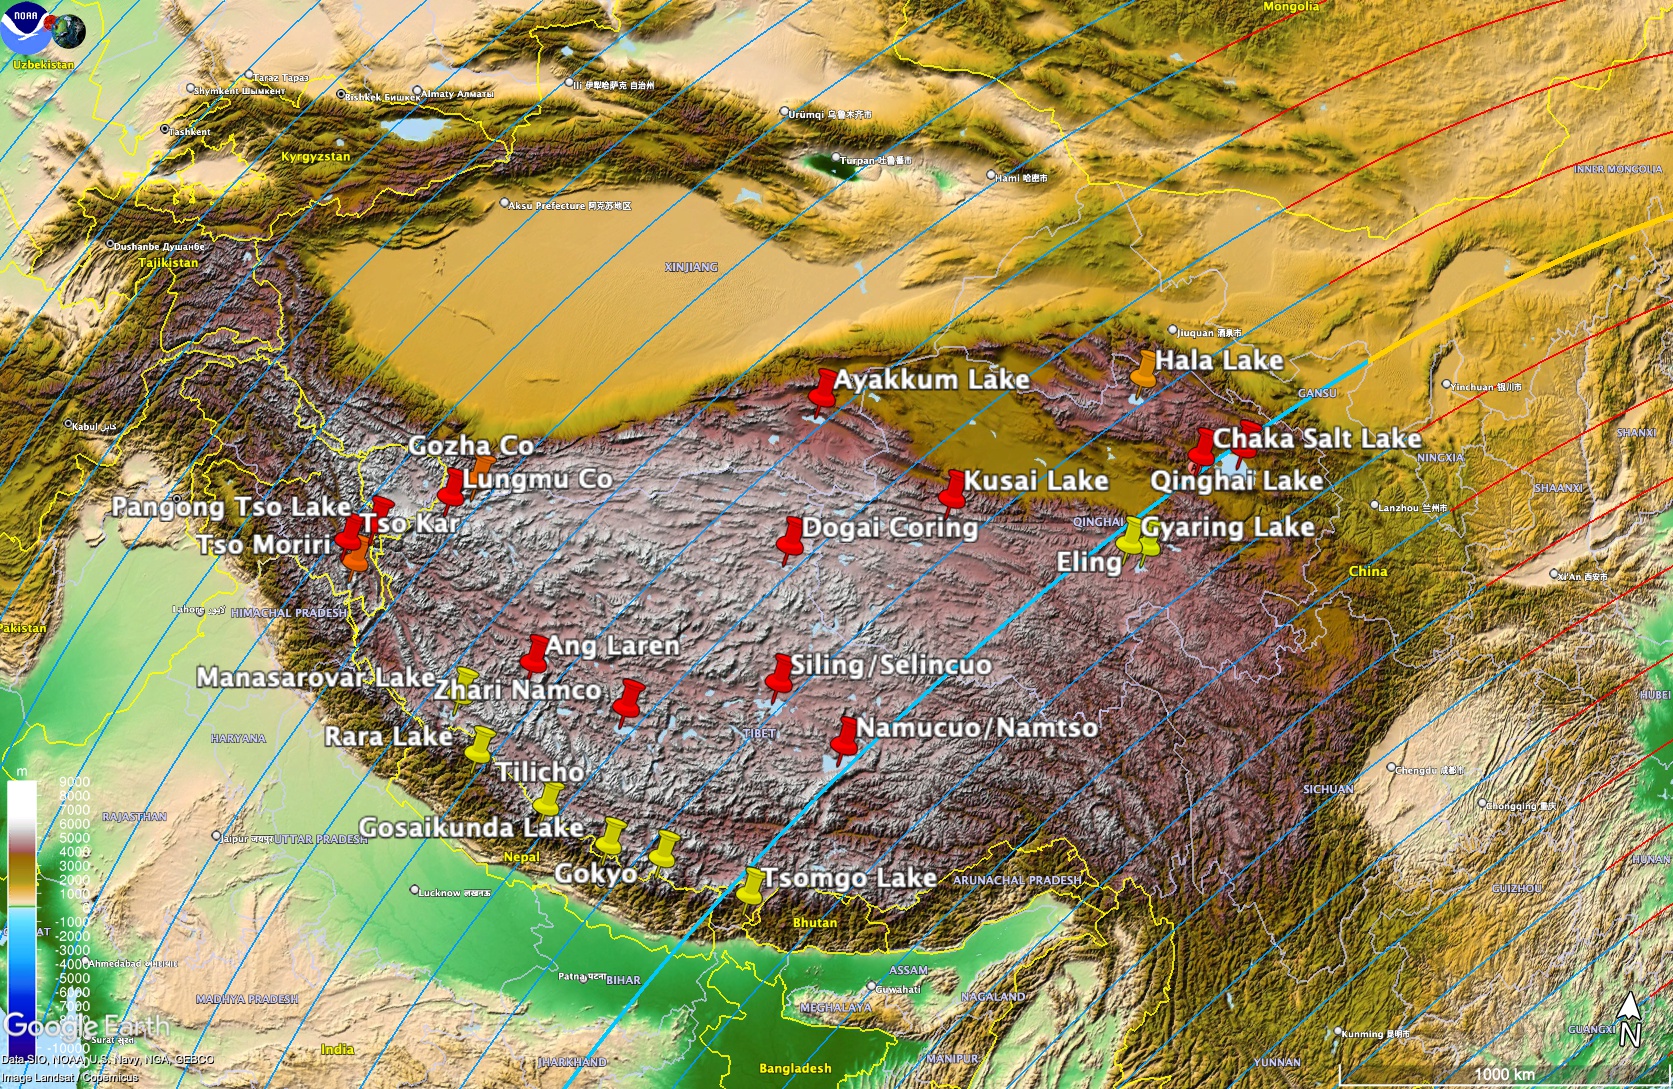 NOAA
Mongolia
Uzbekistan
Taraz Тараз
Shymkent Шымкент
Bishkek Бишкек
Almaty Алматы
Ili 伊犁哈萨克 自治州
Ürümqi 乌鲁木齐市
Tashkent
Kyrgyzstan
Turpan 吐鲁番市
Hami 哈密市
INNER MONGOLIA
Aksu Prefecture 阿克苏地区
Dushanbe Душанбе
Tajikistan
XINJIANG
Jiuquan 酒泉市
Hala Lake
Ayakkum Lake
GANSU
Yinchuan 银川市
Kabul کابل
Gozha Co
Chaka Salt Lake
SHANXI
NINGXIA
Lungmu Co
Kusai Lake
Qinghai Lake
SHAANXI
Pangong Tso Lake
Tso Kar
Lanzhou 兰州市
Dogai Coring
QINGHAI
Gyaring Lake
Tso Moriri
Eling
China
Xi'An 西安市
Lahore لاہور
HIMACHAL PRADESH
Pakistan
Ang Laren
Siling/Selincuo
Manasarovar Lake
Zhari Namco
HUBEI
Namucuo/Namtso
TIBET
Rara Lake
HARYANA
Tilicho
Chengdu 成都市
m
9000
8000
7000
6000
5000
4000
3000
2000
1000
-1000
-2000
-3000
-4000
-5000
-6000
-7000
-8000
-10000
SICHUAN
Chongqing 重庆
RAJASTHAN
Gosaikunda Lake
Jaipur जयपुर
UTTAR PRADESH
Nepal
HUNAN
Gokyo
Tsomgo Lake
ARUNACHAL PRADESH
Lucknow लखनऊ
GUIZHOU
Bhutan
Ahmedabad
ASSAM
Patna पटना
BIHAR
Guwahati
MADHYA PRADESH
NAGALAND
MEGHALAYA
Google Earth
Kunming 昆明市
GUANGXI
N
Surat सूरत
India
Data SIO, NOAA, U.S. Navy, NGA, GEBCO
JHARKHAND
MANIPUR
YUNNAN
Bangladesh
1000 km
Image Landsat / Copernicus